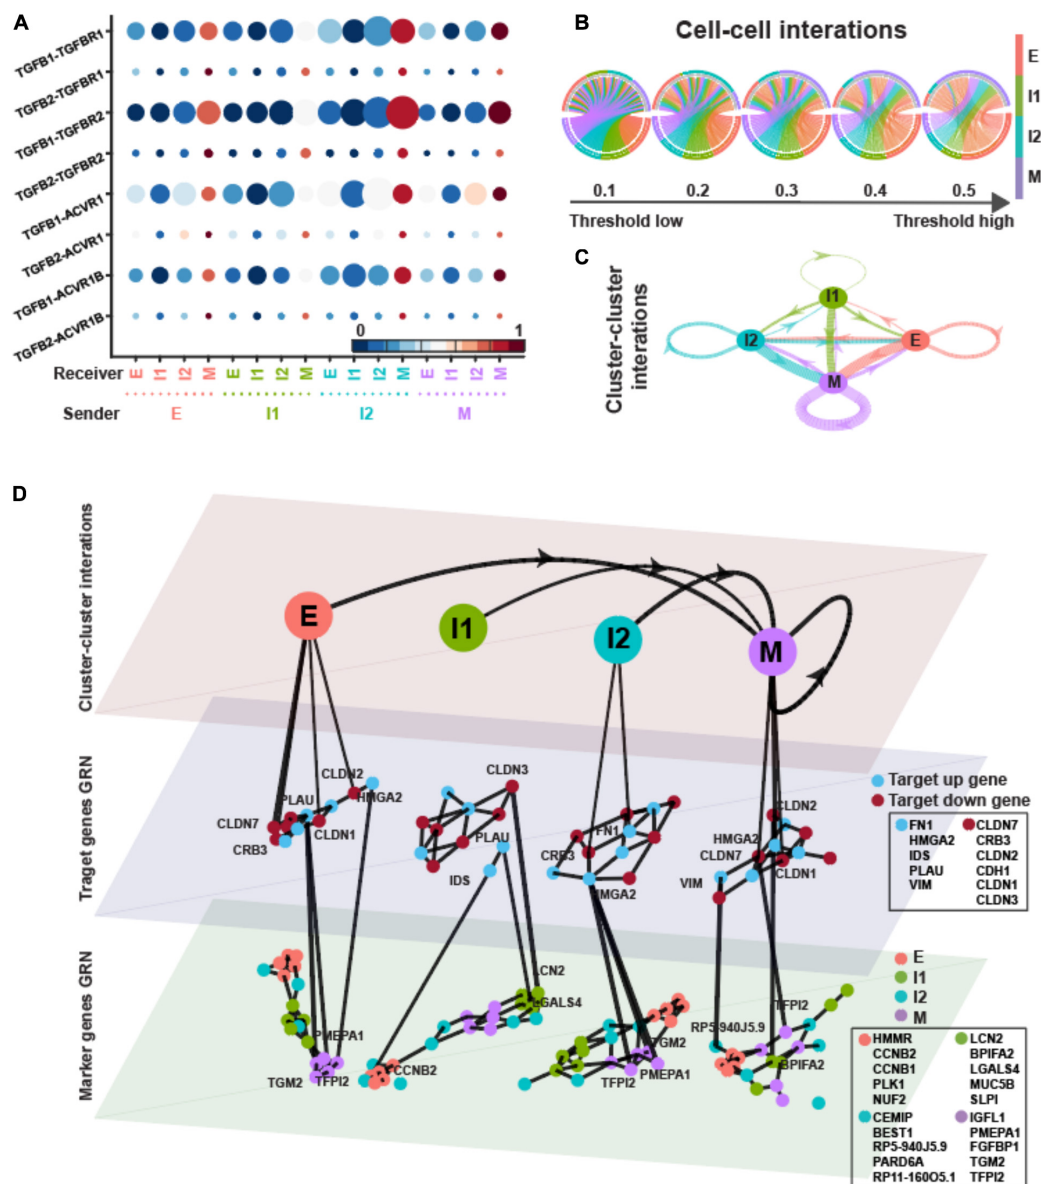 A
TGFB1-TGFBR1
TGFB2-TGFBR1
TGFB1-TGFBR2
TGFB2-TGFBR2
TGFB1-ACVR1
TGFB2-ACVR1
TGFB1-ACVR1B
TGFB2-ACVR1B
0 1
Receiver E I1 I2 M E I1 I2 M E I1 I2 M E I1 I2 M
Sender E I1 I2 M
B
Cell-cell interations
E
I1
I2
M
0.1 0.2 0.3 0.4 0.5
Threshold low Threshold high
C
Cluster-cluster
interations
I1
I2
E
M
D
Cluster-cluster interations
E
I1
I2
M
Traget genes GRN
CLDN2
HMGA2
PLAU
CLDN7
CLDN1
CRB3
CLDN3
PLAU
IDS
FN1
CRB3
HMGA2
CLDN2
HMGA2
CLDN7
CLDN1
VIM
Target up gene
Target down gene
FN1 CLDN7
HMGA2 CRB3
IDS CLDN2
PLAU CDH1
VIM CLDN1
CLDN3
Marker genes GRN
PMEPA1
TGM2
TFPI2
LCN2
LGALS4
CCNB2
TGM2
TFPI2
PMEPA1
RP5-940J5.9
TFPI2
BPIFA2
E
I1
I2
M
HMMR LCN2
CCNB2 BPIFA2
CCNB1 LGALS4
PLK1 MUC5B
NUF2 SLPI
CEMIP IGFL1
BEST1 PMEPA1
RP5-940J5.9 FGFBP1
PARD6A TGM2
RP11-160O5.1 TFPI2